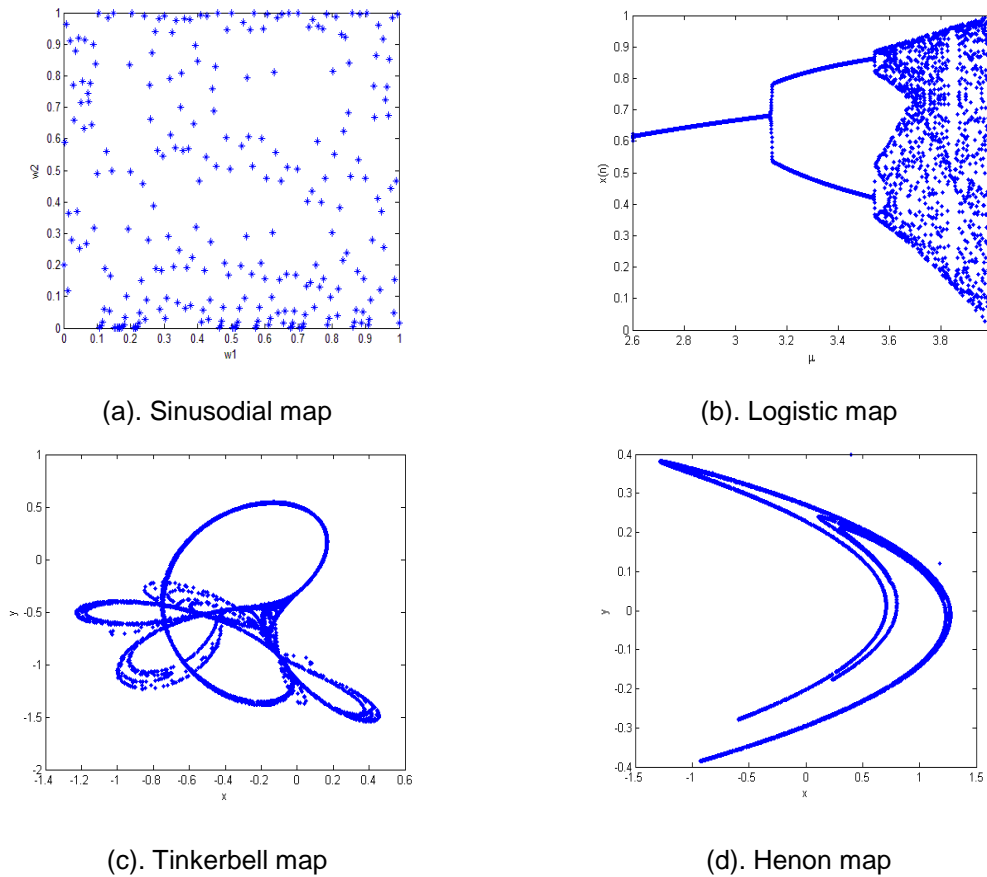 1
0.9
0.8
0.7
0.6
0.5
0.4
0.3
0.2
0.1
0
w2
0 0.1 0.2 0.3 0.4 0.5 0.6 0.7 0.8 0.9 1
w1
(a). Sinusodial map
1
0.9
0.8
0.7
0.6
0.5
0.4
0.3
0.2
0.1
0
x(n)
2.6 2.8 3 3.2 3.4 3.6 3.8
μ
(b). Logistic map
1
0.5
0
-0.5
-1
-1.5
-2
y
-1.4 -1.2 -1 -0.8 -0.6 -0.4 -0.2 0 0.2 0.4 0.6
x
(c). Tinkerbell map
0.4
0.3
0.2
0.1
0
-0.1
-0.2
-0.3
-0.4
y
-1.5 -1 -0.5 0 0.5 1 1.5
x
(d). Henon map